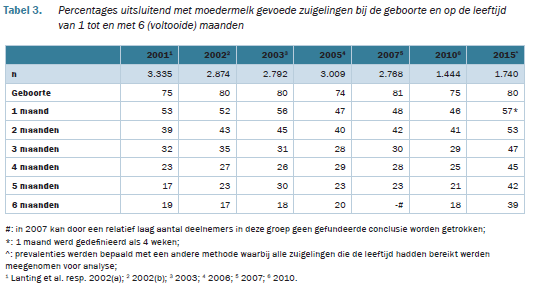 Tabel 3. Percentages uitsluitend met moedermelk gevoede zuigelingen bij de geboorte en op de leeftijd
van 1 tot en met 6 (voltooide) maanden
2001¹ 2002² 2003³ 2005⁴ 2007⁵ 2010⁶ 2015^
n 3.335 2.874 2.792 3.009 2.768 1.444 1.740
Geboorte 75 80 80 74 81 75 80
1 maand 53 52 56 47 48 46 57*
2 maanden 39 43 45 40 42 41 53
3 maanden 32 35 31 28 30 29 47
4 maanden 23 27 26 29 28 25 45
5 maanden 17 23 30 23 23 21 42
6 maanden 19 17 18 20 -# 18 39
#: in 2007 kan door een relatief laag aantal deelnemers in deze groep geen gefundeerde conclusie worden getrokken;
*: 1 maand werd gedefinieerd als 4 weken;
^: prevalenties werden bepaald met een andere methode waarbij alle zuigelingen die de leeftijd hadden bereikt werden
meegenomen voor analyse;
¹ Lanting et al. resp. 2002(a); ² 2002(b); ³ 2003; ⁴ 2006; ⁵ 2007; ⁶ 2010.